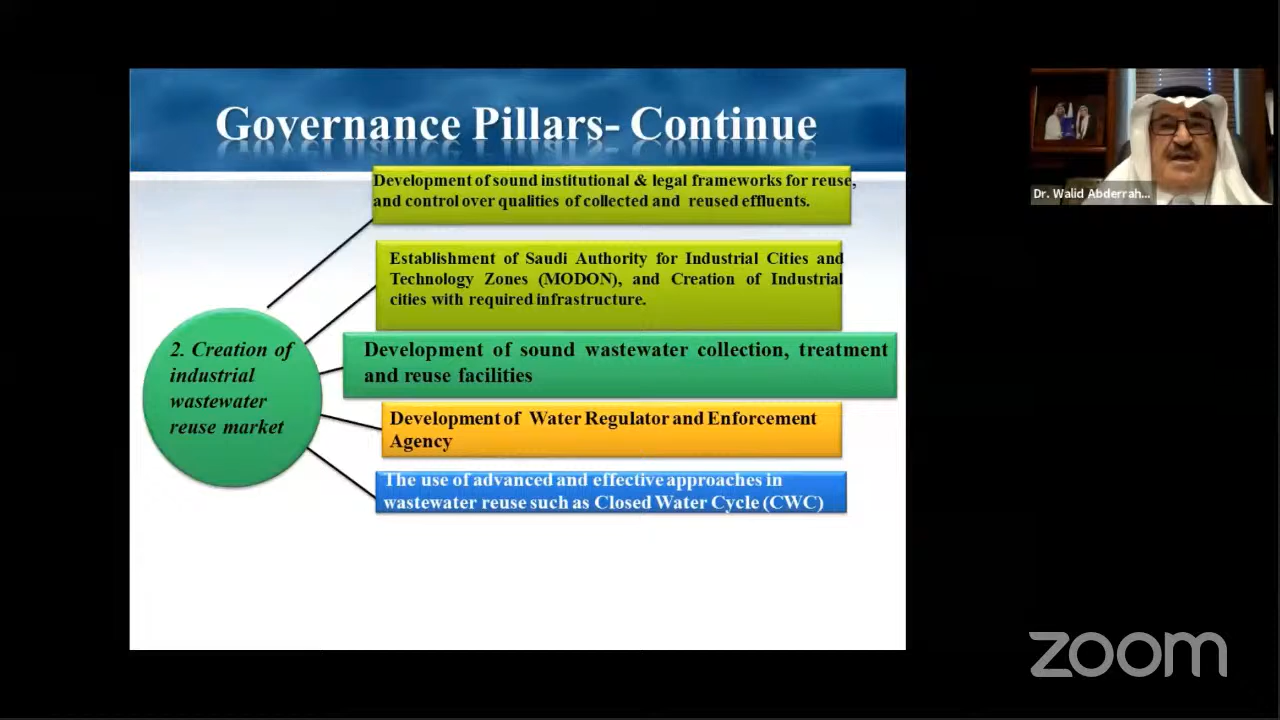 Governance Pillars- Continue
Development of sound institutional & legal frameworks for reuse,
and control over qualities of collected and reused effluents.
Establishment of Saudi Authority for Industrial Cities and
Technology Zones (MODON), and Creation of Industrial
cities with required infrastructure.
2. Creation of
industrial
wastewater
reuse market
Development of sound wastewater collection, treatment
and reuse facilities
Development of Water Regulator and Enforcement
Agency
The use of advanced and effective approaches in
wastewater reuse such as Closed Water Cycle (CWC)
Dr. Walid Abderrah...
zoom